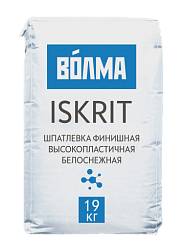 ВОЛМА
ISKRIT
ШПАТЛЕВКА ФИНИШНАЯ
ВЫСОКОПЛАСТИЧНАЯ
БЕЛОСНЕЖНАЯ
19
КГ